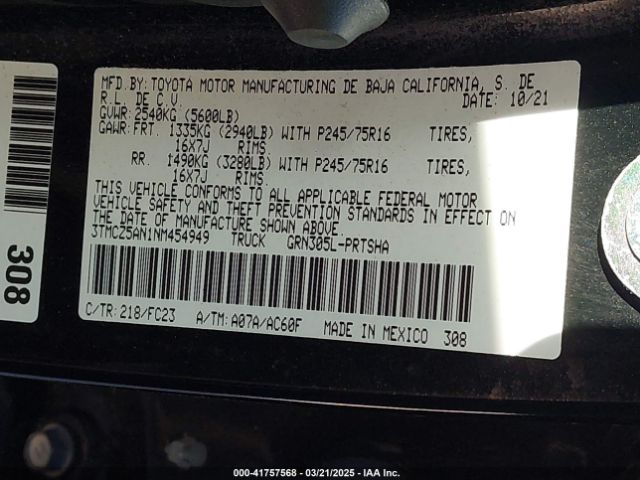 MFD.BY:TOYOTA MOTOR MANUFACTURING DE BAJA CALIFORNIA, S. DE
R.L. DE C.V. DATE: 10/21
GVWR:2540KG (5600LB)
GAWR:FRT. 1335KG (2940LB) WITH P245/75R16 TIRES,
16X7J RIMS.
RR. 1490KG (3280LB) WITH P245/75R16 TIRES,
16X7J RIMS.
THIS VEHICLE CONFORMS TO ALL APPLICABLE FEDERAL MOTOR
VEHICLE SAFETY AND THEFT PREVENTION STANDARDS IN EFFECT ON
THE DATE OF MANUFACTURE SHOWN ABOVE.
3TMCZ5AN1NM454949 TRUCK GRN305L-PRTSHA
C/TR:218/FC23 A/TM:A07A/AC60F MADE IN MEXICO 308
308
000-41757568 — 03/21/2025 — IAA Inc.